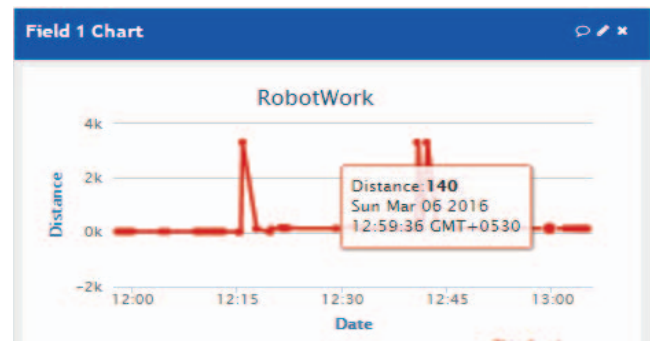 Field 1 Chart
RobotWork
4k
2k
0k
-2k
Distance
Distance:140
Sun Mar 06 2016
12:59:36 GMT+0530
12:00 12:15 12:30 12:45 13:00
Date